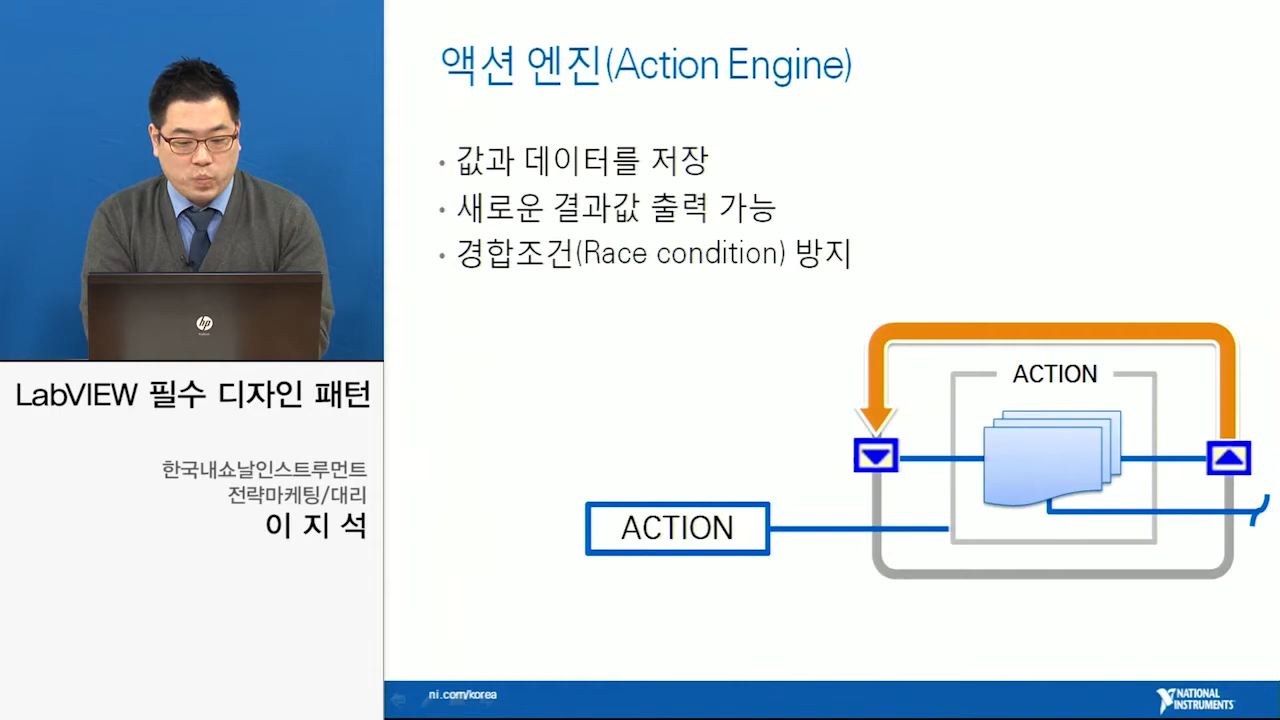 액션 엔진(Action Engine)
• 값과 데이터를 저장
• 새로운 결과값 출력 가능
• 경합조건(Race condition) 방지
ACTION
ACTION
hp
LabVIEW 필수 디자인 패턴
한국내쇼날인스트루먼트
전략마케팅/대리
이 지 석
ni.com/korea
NATIONAL
INSTRUMENTS